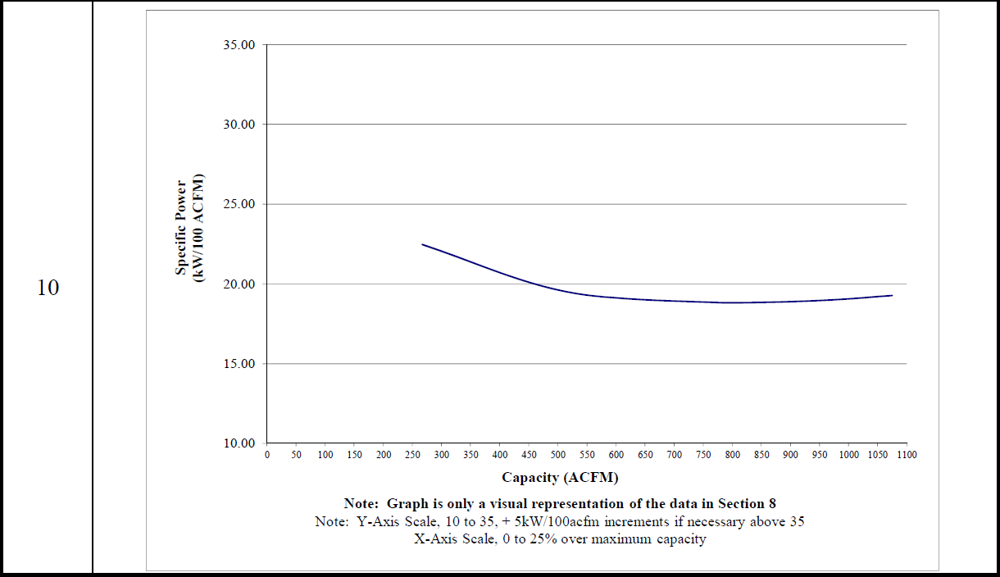 35.00
30.00
25.00
20.00
15.00
10.00
Specific Power
(kW/100 ACFM)
10
0 50 100 150 200 250 300 350 400 450 500 550 600 650 700 750 800 850 900 950 1000 1050 1100
Capacity (ACFM)
Note: Graph is only a visual representation of the data in Section 8
Note: Y-Axis Scale, 10 to 35, + 5kW/100acfm increments if necessary above 35
X-Axis Scale, 0 to 25% over maximum capacity